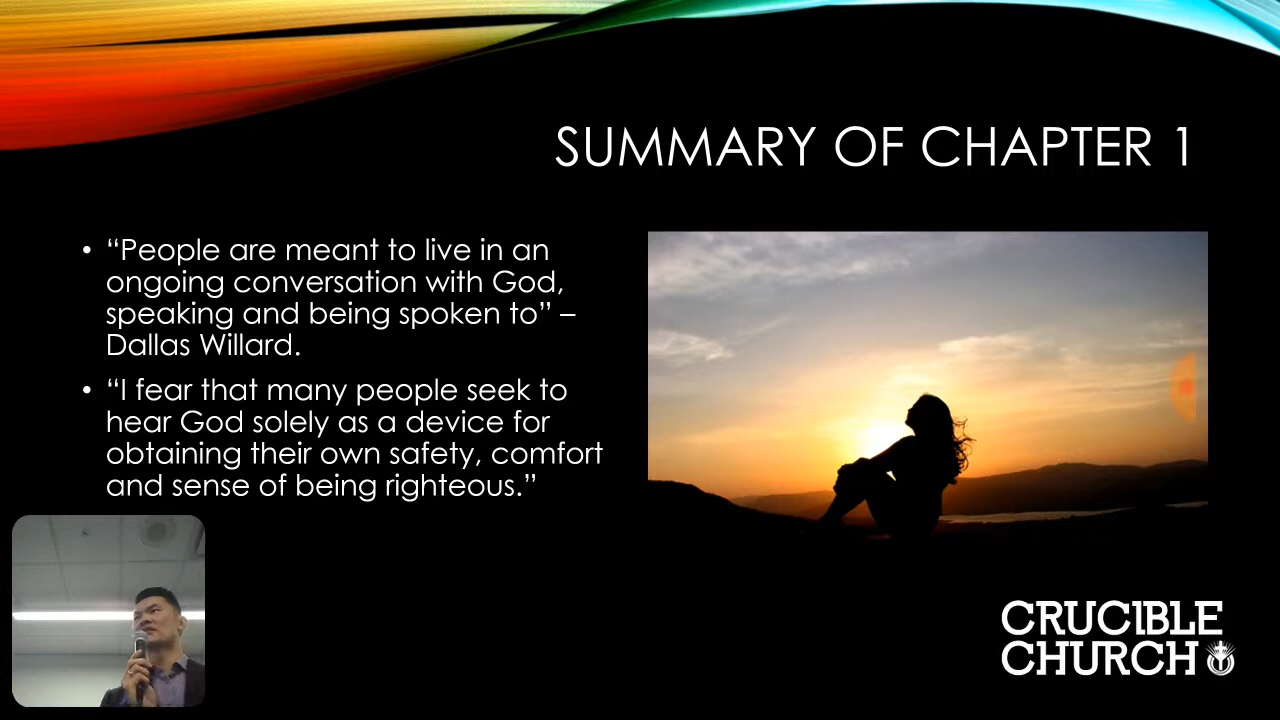 SUMMARY OF CHAPTER 1
• “People are meant to live in an
ongoing conversation with God,
speaking and being spoken to” –
Dallas Willard.
• “I fear that many people seek to
hear God solely as a device for
obtaining their own safety, comfort
and sense of being righteous.”
CRUCIBLE
CHURCH